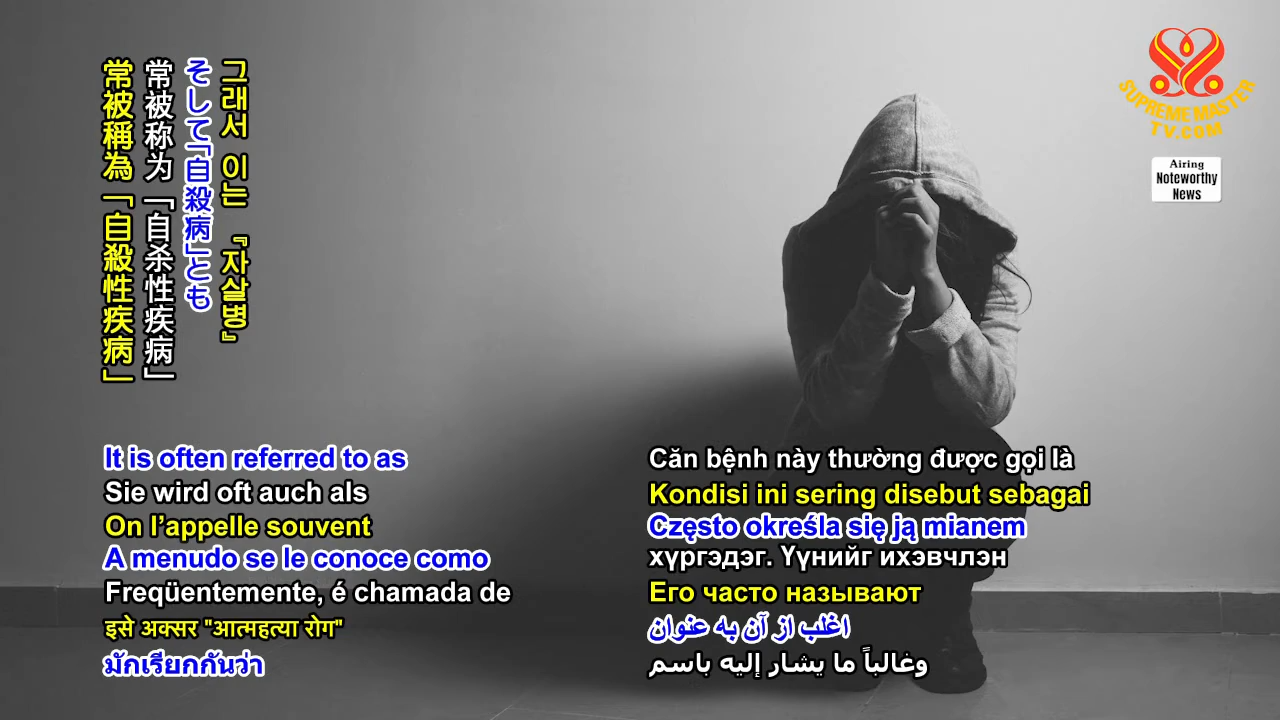 그래서 이는 『자살병』
そして「自殺病」とも
常被称为「自杀性疾病」
常被稱為「自殺性疾病」
SUPREME MASTER
TV.COM
Airing
Noteworthy
News
It is often referred to as
Sie wird oft auch als
On l’appelle souvent
A menudo se le conoce como
Freqüentemente, é chamada de
इसे अक्सर "आत्महत्या रोग"
มักเรียกกันว่า
Căn bệnh này thường được gọi là
Kondisi ini sering disebut sebagai
Często określa się ją mianem
хүргэдэг. Үүнийг ихэвчлэн
Его часто называют
اغلب از آن به عنوان
وغالباً ما يشار إليه باسم